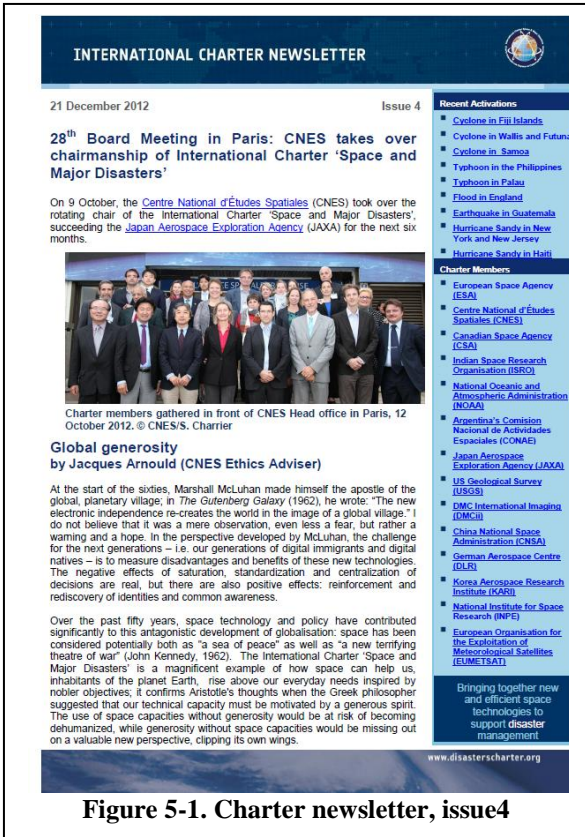 INTERNATIONAL CHARTER NEWSLETTER
21 December 2012
Issue 4
28th Board Meeting in Paris: CNES takes over
chairmanship of International Charter ‘Space and
Major Disasters’
On 9 October, the Centre National d'Études Spatiales (CNES) took over the
rotating chair of the International Charter ‘Space and Major Disasters’,
succeeding the Japan Aerospace Exploration Agency (JAXA) for the next six
months.
Charter members gathered in front of CNES Head office in Paris, 12
October 2012. © CNES/S. Charrier
Global generosity
by Jacques Arnould (CNES Ethics Adviser)
At the start of the sixties, Marshall McLuhan made himself the apostle of the
global, planetary village; in The Gutenberg Galaxy (1962), he wrote: “The new
electronic independence re-creates the world in the image of a global village.” I
do not believe that it was a mere observation, even less a fear, but rather a
warning and a hope. In the perspective developed by McLuhan, the challenge
for the next generations – i.e. our generations of digital immigrants and digital
natives – is to measure disadvantages and benefits of these new technologies.
The negative effects of saturation, standardization and centralization of
decisions are real, but there are also positive effects: reinforcement and
rediscovery of identities and common awareness.
Over the past fifty years, space technology and policy have contributed
significantly to this antagonistic development of globalisation: space has been
considered potentially both as "a sea of peace" as well as “a new terrifying
theatre of war” (John Kennedy, 1962). The International Charter ‘Space and
Major Disasters’ is a magnificent example of how space can help us,
inhabitants of the planet Earth, rise above our everyday needs inspired by
nobler objectives; it confirms Aristotle's thoughts when the Greek philosopher
suggested that our technical capacity must be motivated by a generous spirit.
The use of space capacities without generosity would be at risk of becoming
dehumanized, while generosity without space capacities would be missing out
on a valuable new perspective, clipping its own wings.
Recent Activations
Cyclone in Fiji Islands
Cyclone in Wallis and Futuna
Cyclone in Samoa
Typhoon in the Philippines
Typhoon in Palau
Flood in England
Earthquake in Guatemala
Hurricane Sandy in New
York and New Jersey
Hurricane Sandy in Haiti
Charter Members
European Space Agency
(ESA)
Centre National d'Études
Spatiales (CNES)
Canadian Space Agency
(CSA)
Indian Space Research
Organisation (ISRO)
National Oceanic and
Atmospheric Administration
(NOAA)
Argentina's Comision
Nacional de Actividades
Espaciales (CONAE)
Japan Aerospace
Exploration Agency (JAXA)
US Geological Survey
(USGS)
DMC International Imaging
(DMCii)
China National Space
Administration (CNSA)
German Aerospace Centre
(DLR)
Korea Aerospace Research
Institute (KARI)
National Institute for Space
Research (INPE)
European Organisation for
the Exploitation of
Meteorological Satellites
(EUMETSAT)
Bringing together new
and efficient space
technologies to
support disaster
management
www.disasterscharter.org
Figure 5-1. Charter newsletter, issue4